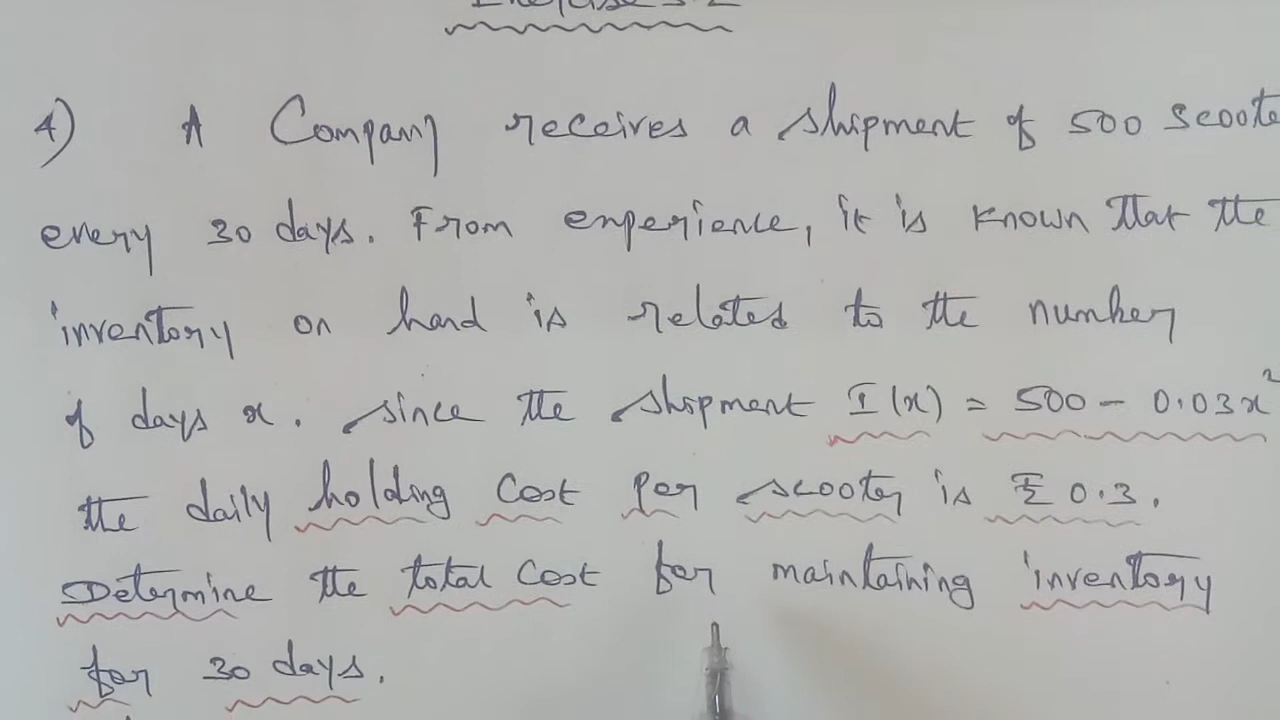 4) A Company receives a shipment of 500 Scoote
every 30 days. From experience, it is known that the
inventory on hand is related to the number
of days x. since the shipment I(x) = 500 - 0.03x²
the daily holding cost per scooter is ₹ 0.3.
Determine the total cost for maintaining inventory
for 30 days.